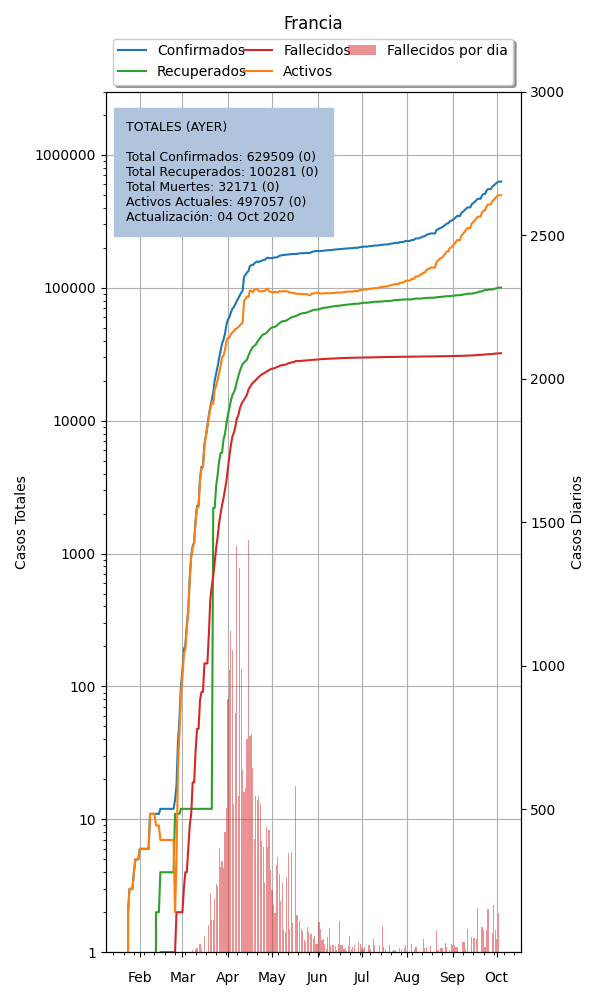 Francia
Confirmados
Fallecidos
Fallecidos por dia
Recuperados
Activos
TOTALES (AYER)
Total Confirmados: 629509 (0)
Total Recuperados: 100281 (0)
Total Muertes: 32171 (0)
Activos Actuales: 497057 (0)
Actualización: 04 Oct 2020
Casos Totales
1000000
100000
10000
1000
100
10
1
3000
2500
2000
1500
1000
500
Casos Diarios
Feb Mar Apr May Jun Jul Aug Sep Oct